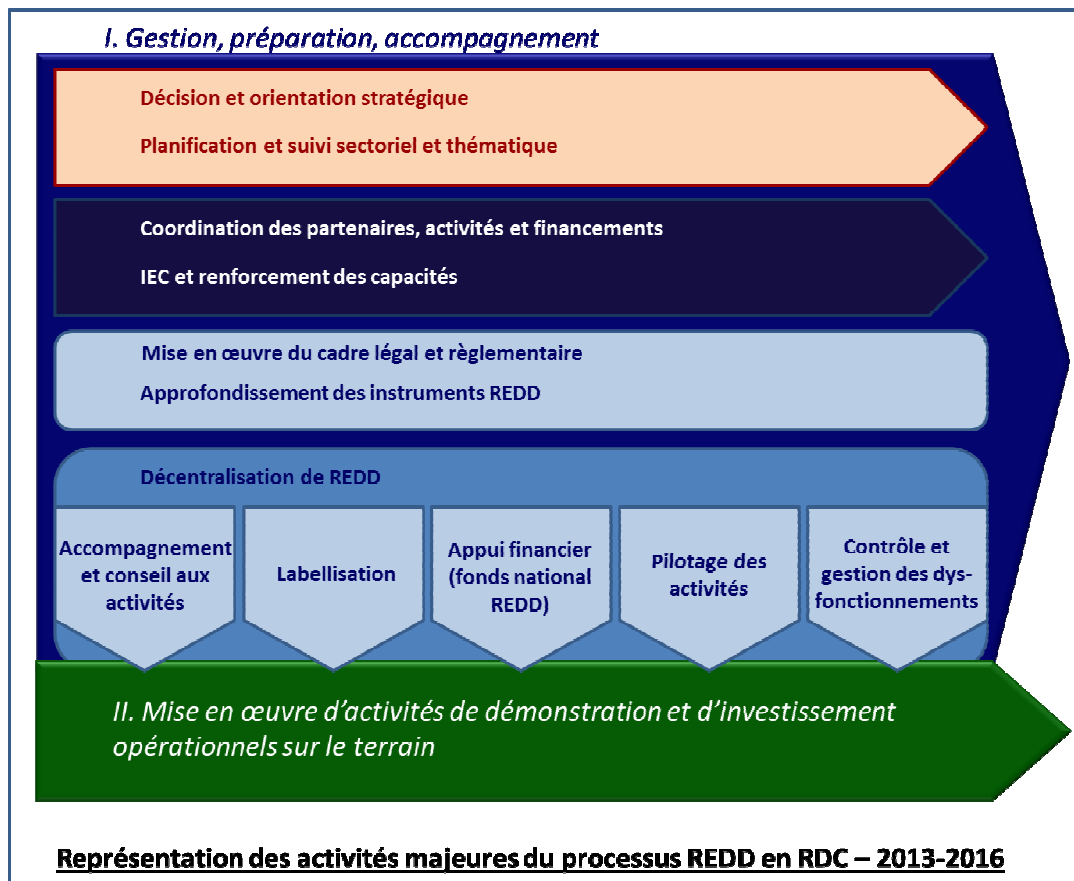 I. Gestion, préparation, accompagnement
Décision et orientation stratégique
Planification et suivi sectoriel et thématique
Coordination des partenaires, activités et financements
IEC et renforcement des capacités
Mise en œuvre du cadre légal et règlementaire
Approfondissement des instruments REDD
Décentralisation de REDD
Accompagnement
et conseil aux
activités
Labellisation
Appui financier
(fonds national
REDD)
Pilotage des
activités
Contrôle et
gestion des dys-
fonctionnements
II. Mise en œuvre d'activités de démonstration et d'investissement
opérationnels sur le terrain
Représentation des activités majeures du processus REDD en RDC – 2013-2016